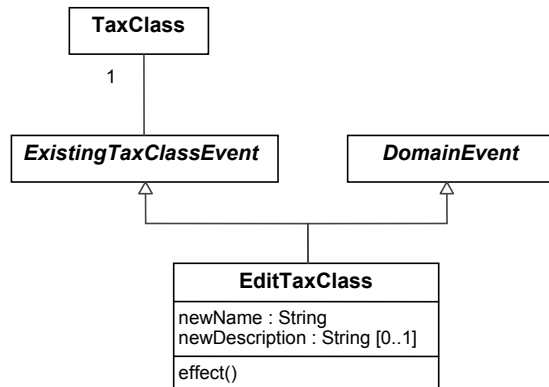 TaxClass
1
ExistingTaxClassEvent
DomainEvent
EditTaxClass
newName : String
newDescription : String [0..1]
effect()